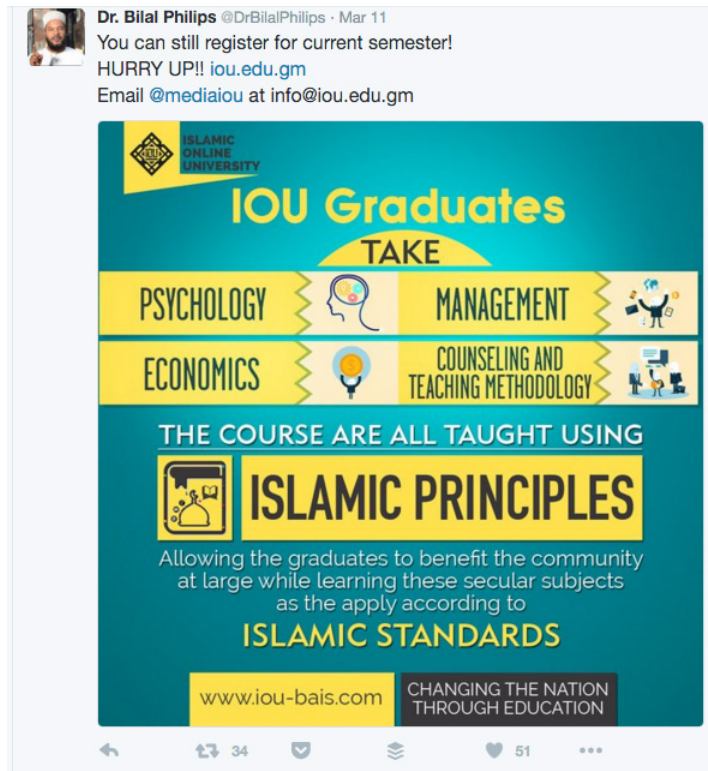 Dr. Bilal Philips @DrBilalPhilips · Mar 11
You can still register for current semester!
HURRY UP!! iou.edu.gm
Email @mediaiou at info@iou.edu.gm
IOU
ISLAMIC
ONLINE
UNIVERSITY
IOU Graduates
TAKE
PSYCHOLOGY
MANAGEMENT
ECONOMICS
COUNSELING AND
TEACHING METHODOLOGY
THE COURSE ARE ALL TAUGHT USING
ISLAMIC PRINCIPLES
Allowing the graduates to benefit the community
at large while learning these secular subjects
as the apply according to
ISLAMIC STANDARDS
www.iou-bais.com
CHANGING THE NATION
THROUGH EDUCATION
34
51